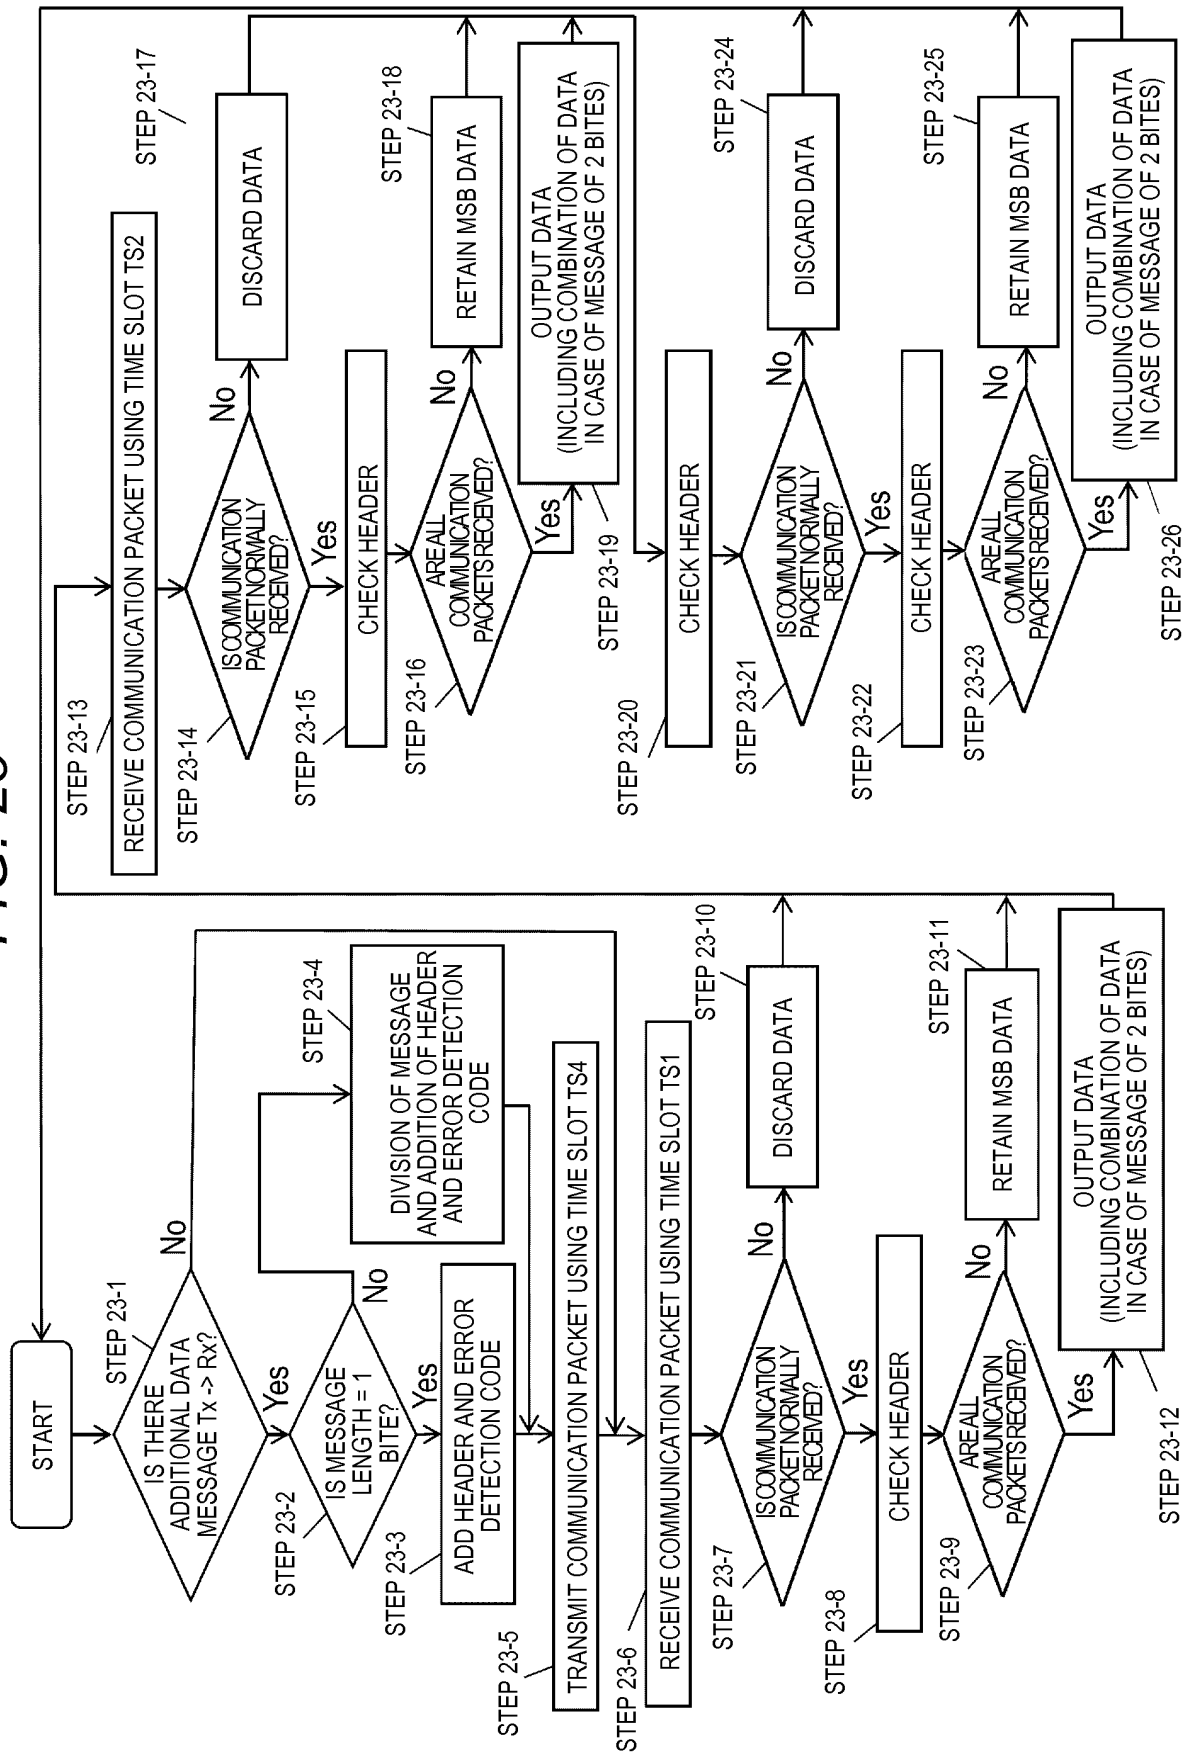 START
STEP 23-1
IS THERE
ADDITIONAL DATA
MESSAGE Tx -> Rx?
No
Yes
STEP 23-2
IS MESSAGE
LENGTH = 1
BITE?
No
Yes
STEP 23-3
ADD HEADER AND ERROR
DETECTION CODE
STEP 23-4
DIVISION OF MESSAGE
AND ADDITION OF HEADER
AND ERROR DETECTION
CODE
STEP 23-5
TRANSMIT COMMUNICATION PACKET USING TIME SLOT TS4
STEP 23-6
RECEIVE COMMUNICATION PACKET USING TIME SLOT TS1
STEP 23-7
IS COMMUNICATION
PACKET NORMALLY
RECEIVED?
No
STEP 23-10
DISCARD DATA
Yes
STEP 23-8
CHECK HEADER
STEP 23-9
ARE ALL
COMMUNICATION
PACKETS RECEIVED?
No
STEP 23-11
RETAIN MSB DATA
Yes
STEP 23-12
OUTPUT DATA
(INCLUDING COMBINATION OF DATA
IN CASE OF MESSAGE OF 2 BITES)
STEP 23-13
RECEIVE COMMUNICATION PACKET USING TIME SLOT TS2
STEP 23-14
IS COMMUNICATION
PACKET NORMALLY
RECEIVED?
No
STEP 23-17
DISCARD DATA
Yes
STEP 23-15
CHECK HEADER
STEP 23-16
ARE ALL
COMMUNICATION
PACKETS RECEIVED?
No
STEP 23-18
RETAIN MSB DATA
Yes
STEP 23-19
OUTPUT DATA
(INCLUDING COMBINATION OF DATA
IN CASE OF MESSAGE OF 2 BITES)
STEP 23-20
CHECK HEADER
STEP 23-21
IS COMMUNICATION
PACKET NORMALLY
RECEIVED?
No
STEP 23-24
DISCARD DATA
Yes
STEP 23-22
CHECK HEADER
STEP 23-23
ARE ALL
COMMUNICATION
PACKETS RECEIVED?
No
STEP 23-25
RETAIN MSB DATA
Yes
STEP 23-26
OUTPUT DATA
(INCLUDING COMBINATION OF DATA
IN CASE OF MESSAGE OF 2 BITES)